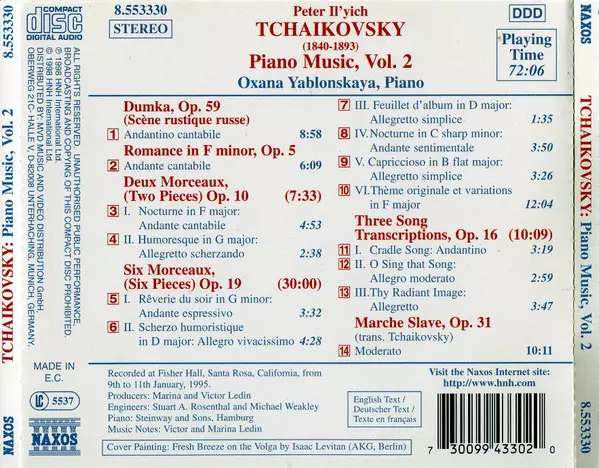 8.553330
COMPACT
disc
DIGITAL AUDIO
STEREO
Peter Il'yich
TCHAIKOVSKY
(1840-1893)
Piano Music, Vol. 2
Oxana Yablonskaya, Piano
DDD
Playing
Time
72:06
Dumka, Op. 59
(Scène rustique russe)
1 Andantino cantabile 8:58
Romance in F minor, Op. 5
2 Andante cantabile 6:09
Deux Morceaux,
(Two Pieces) Op. 10 (7:33)
3 I. Nocturne in F major:
Andante cantabile 4:53
4 II. Humoresque in G major:
Allegretto scherzando 2:38
Six Morceaux,
(Six Pieces) Op. 19 (30:00)
5 I. Rêverie du soir in G minor:
Andante espressivo 3:32
6 II. Scherzo humoristique
in D major: Allegro vivacissimo 4:28
7 III. Feuillet d'album in D major:
Allegretto simplice 1:35
8 IV. Nocturne in C sharp minor:
Andante sentimentale 3:50
9 V. Capriccioso in B flat major:
Allegretto simplice 3:26
10 VI. Thème originale et variations
in F major 12:04
Three Song
Transcriptions, Op. 16 (10:09)
11 I. Cradle Song: Andantino 3:19
12 II. O Sing that Song:
Allegro moderato 2:59
13 III. Thy Radiant Image:
Allegretto 3:47
Marche Slave, Op. 31
(trans. Tchaikovsky)
14 Moderato 10:11
Recorded at Fisher Hall, Santa Rosa, California, from
9th to 11th January, 1995.
Producers: Marina and Victor Ledin
Engineers: Stuart A. Rosenthal and Michael Weakley
Piano: Steinway and Sons, Hamburg
Music Notes: Victor and Marina Ledin
Cover Painting: Fresh Breeze on the Volga by Isaac Levitan (AKG, Berlin)
English Text /
Deutscher Text /
Texte en français
Visit the Naxos Internet site:
http://www.hnh.com
7 30099 43302 0
ALL RIGHTS RESERVED. UNAUTHORISED PUBLIC PERFORMANCE,
BROADCASTING AND COPYING OF THIS COMPACT DISC PROHIBITED.
℗ 1996 HNH International Ltd.
© 1998 HNH International Ltd.
DISTRIBUTED BY: MVD MUSIC AND VIDEO DISTRIBUTION GmbH,
OBERWEG 21C - HALLE V, D-82008 UNTERHACHING, MUNICH, GERMANY.
MADE IN
E.C.
LC 5537
NAXOS
8.553330
TCHAIKOVSKY: Piano Music, Vol. 2
NAXOS
NAXOS
TCHAIKOVSKY: Piano Music, Vol. 2
8.553330